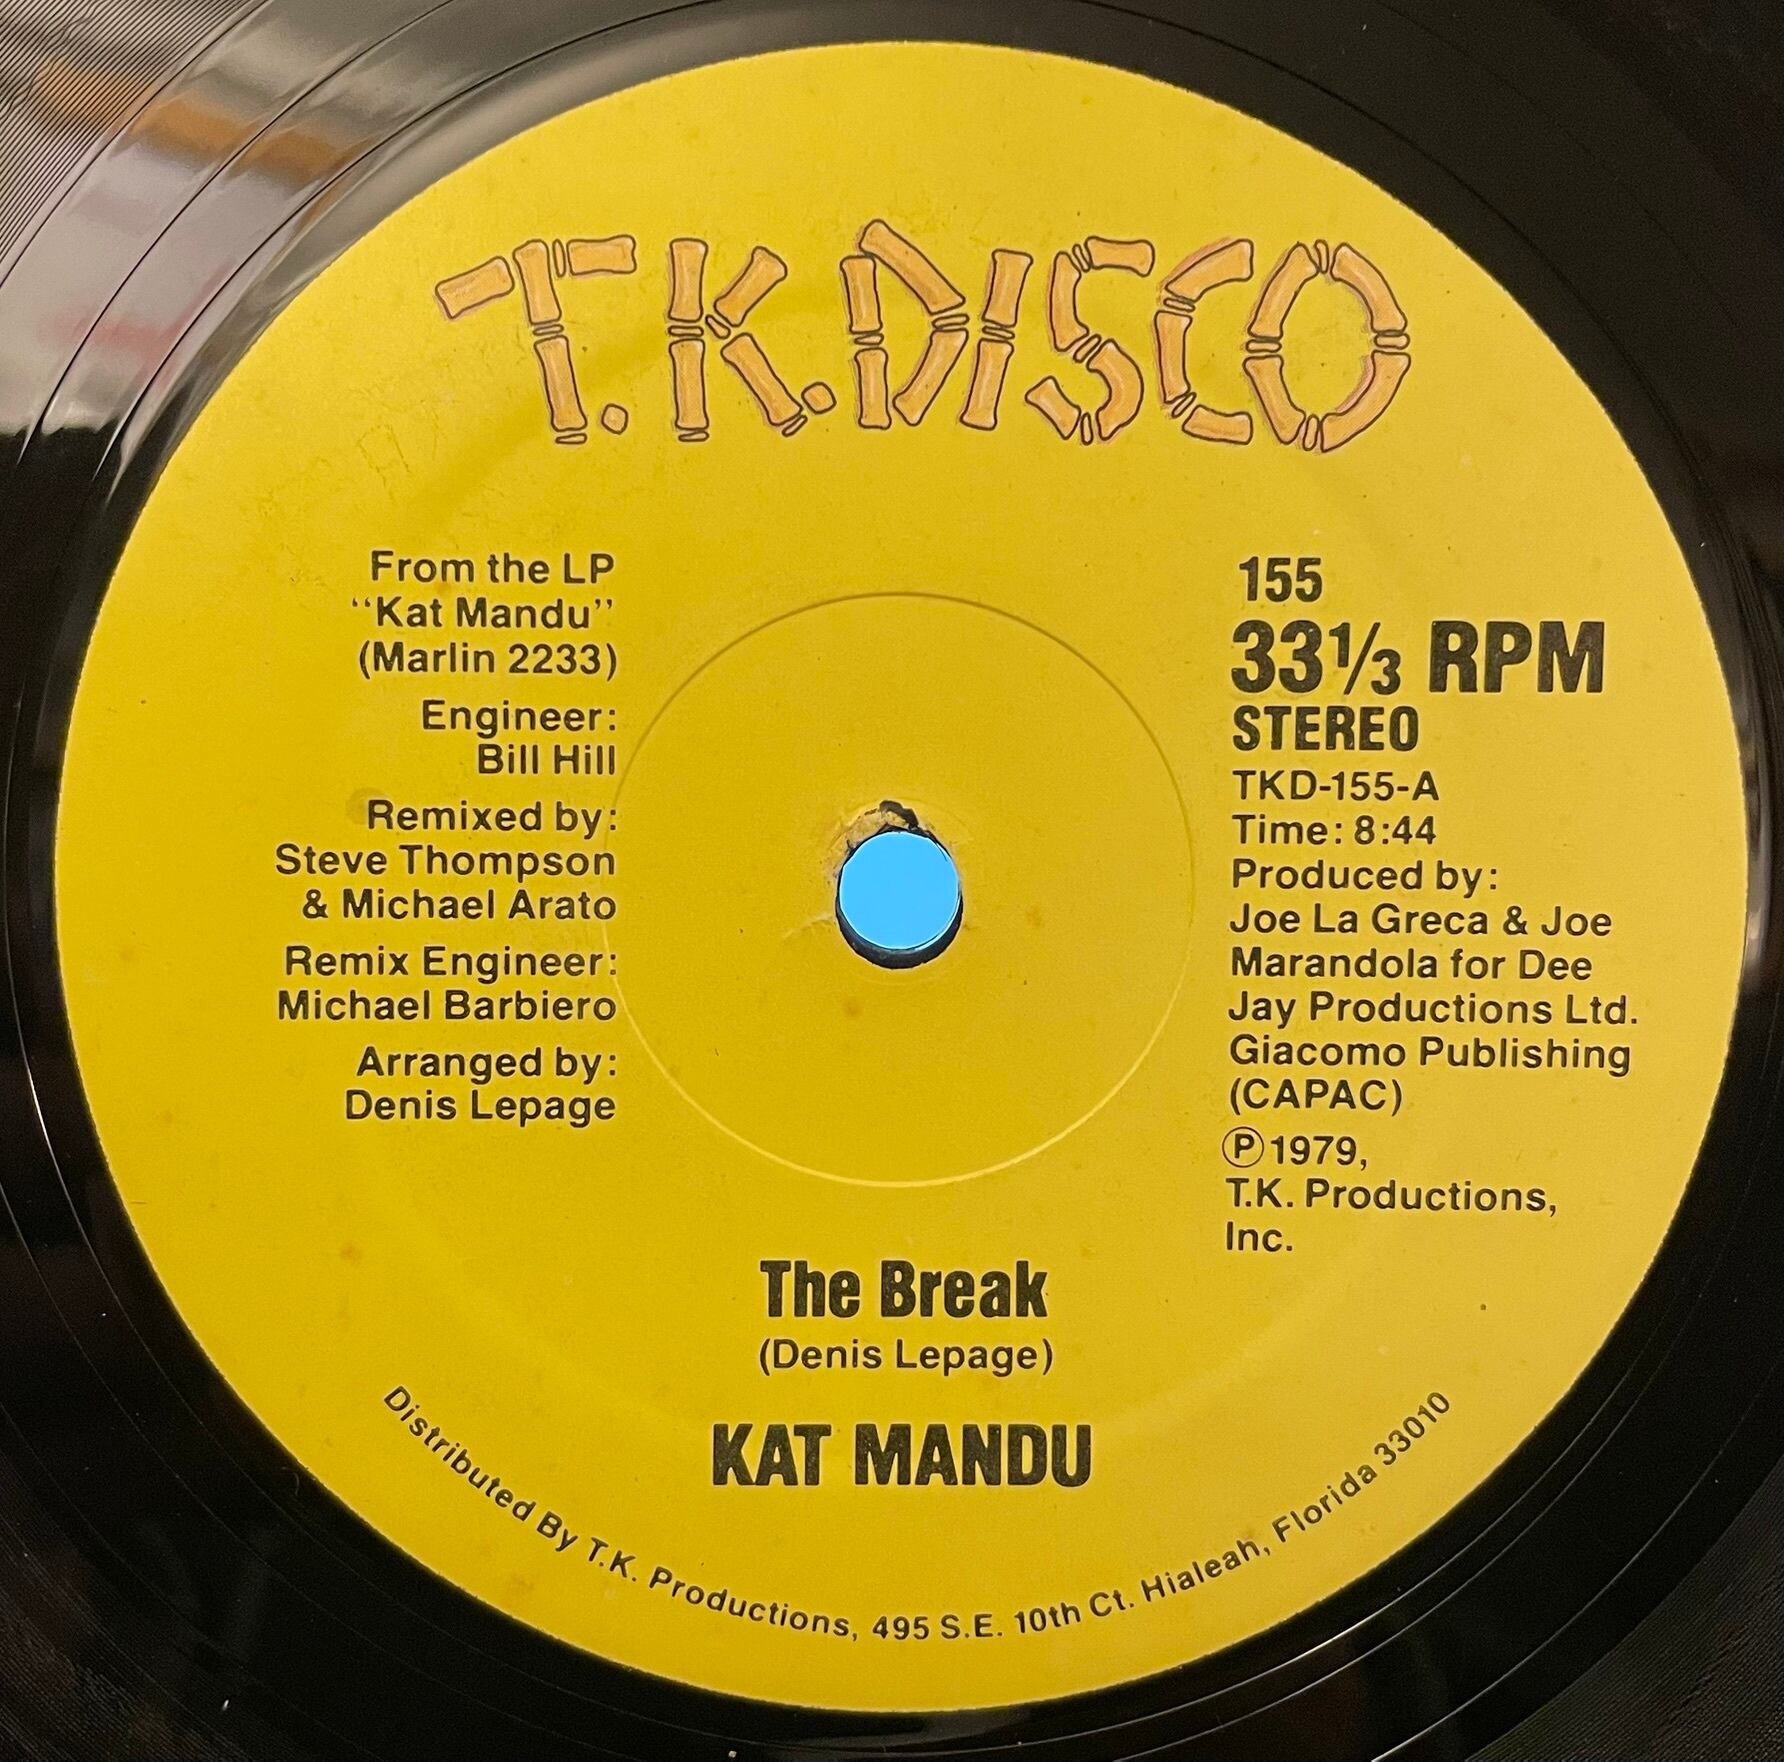 T.K.DISCO
From the LP
“Kat Mandu”
(Marlin 2233)
Engineer:
Bill Hill
Remixed by:
Steve Thompson
& Michael Arato
Remix Engineer:
Michael Barbiero
Arranged by:
Denis Lepage
155
33⅓ RPM
STEREO
TKD-155-A
Time: 8:44
Produced by:
Joe La Greca & Joe
Marandola for Dee
Jay Productions Ltd.
Giacomo Publishing
(CAPAC)
Ⓟ1979,
T.K. Productions,
Inc.
The Break
(Denis Lepage)
KAT MANDU
Distributed By T.K. Productions, 495 S.E. 10th Ct. Hialeah, Florida 33010